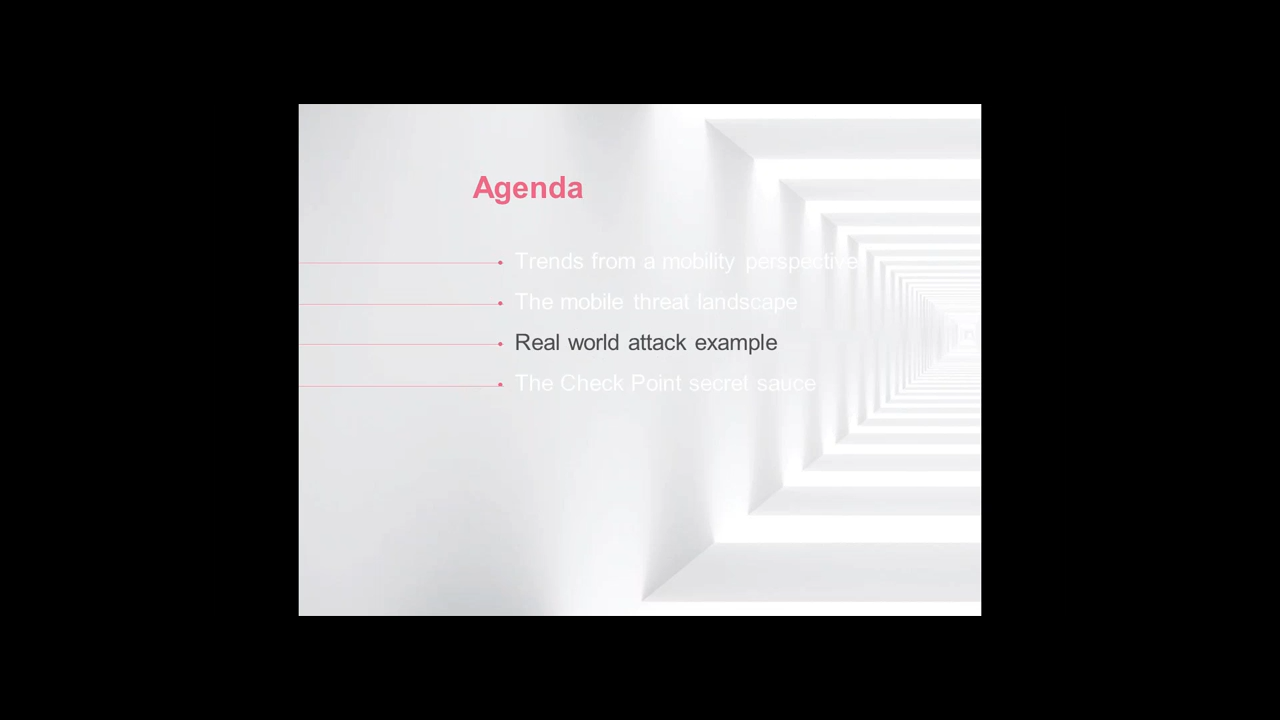 Agenda
Trends from a mobility perspective
The mobile threat landscape
Real world attack example
The Check Point secret sauce